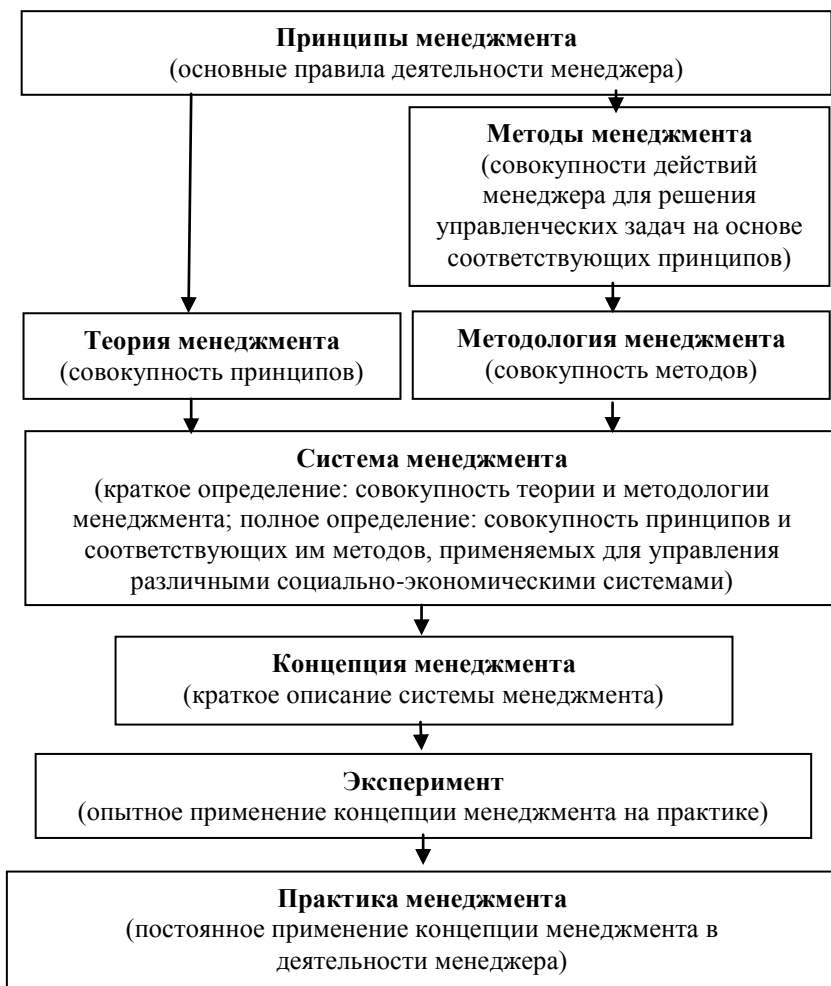 Принципы менеджмента
(основные правила деятельности менеджера)
Методы менеджмента
(совокупности действий
менеджера для решения
управленческих задач на основе
соответствующих принципов)
Теория менеджмента
(совокупность принципов)
Методология менеджмента
(совокупность методов)
Система менеджмента
(краткое определение: совокупность теории и методологии
менеджмента; полное определение: совокупность принципов и
соответствующих им методов, применяемых для управления
различными социально-экономическими системами)
Концепция менеджмента
(краткое описание системы менеджмента)
Эксперимент
(опытное применение концепции менеджмента на практике)
Практика менеджмента
(постоянное применение концепции менеджмента в
деятельности менеджера)